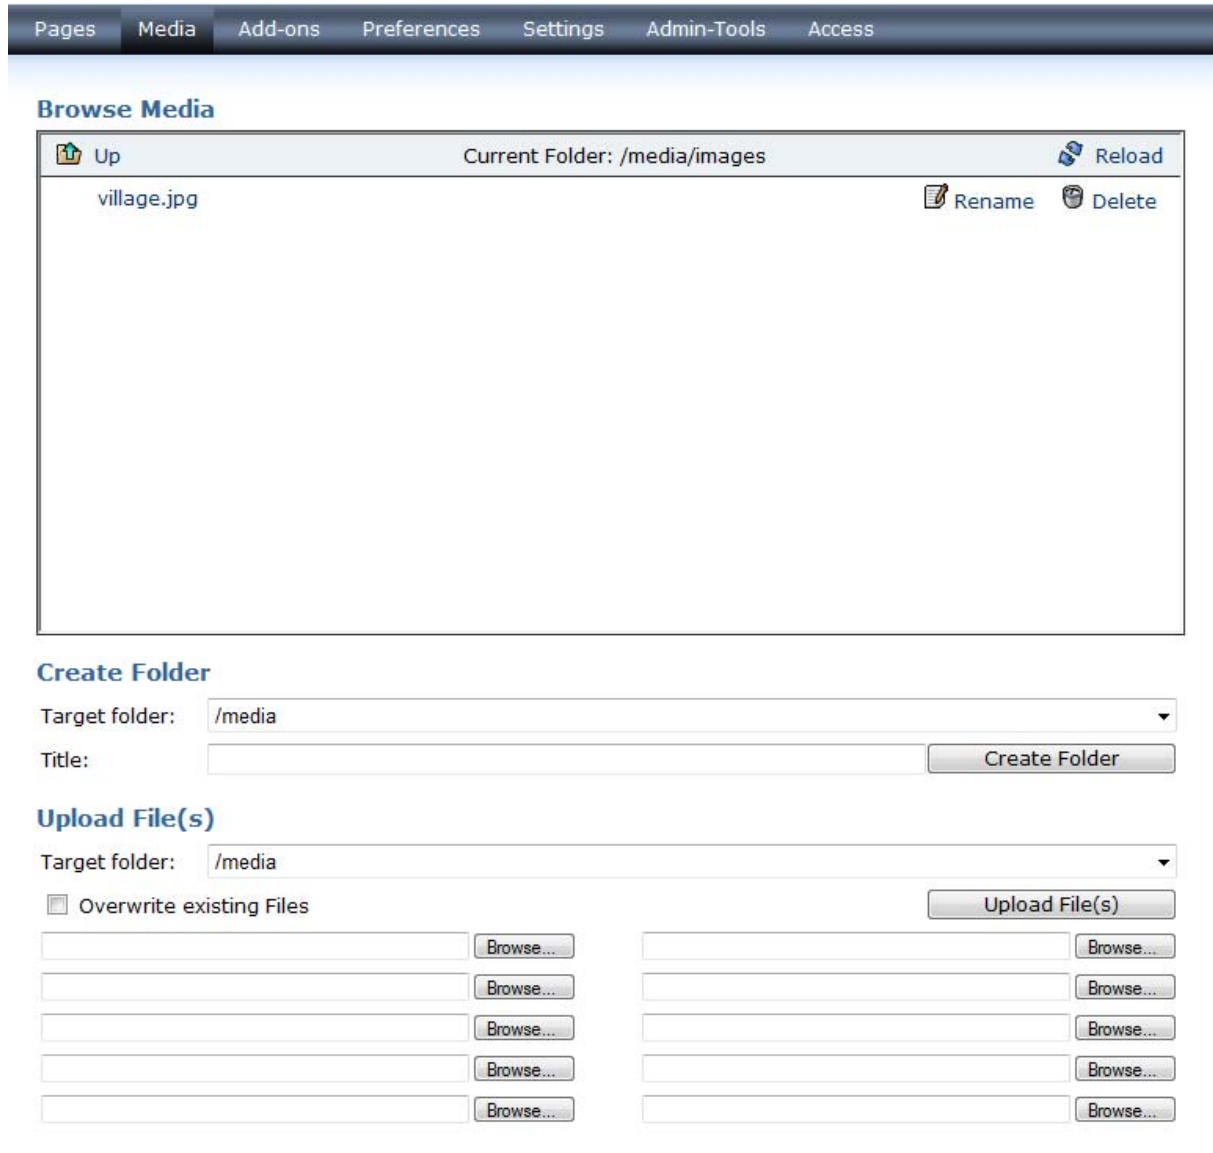 Pages Media Add-ons Preferences Settings Admin-Tools Access
Browse Media
Up Current Folder: /media/images Reload
village.jpg Rename Delete
Create Folder
Target folder: /media
Title: Create Folder
Upload File(s)
Target folder: /media
Overwrite existing Files Upload File(s)
Browse... Browse...
Browse... Browse...
Browse... Browse...
Browse... Browse...
Browse... Browse...